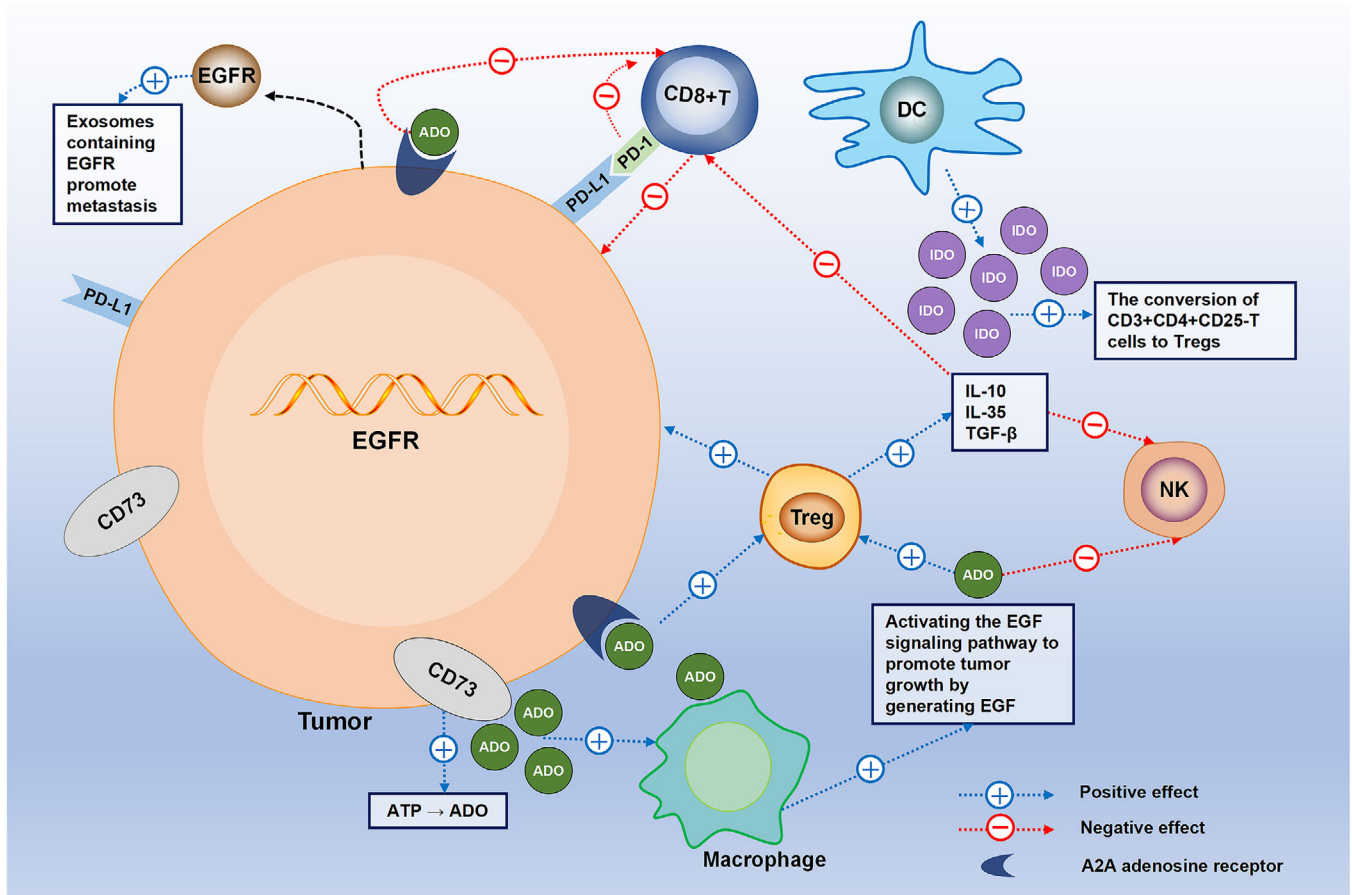 EGFR
Exosomes
containing
EGFR
promote
metastasis
ADO
CD8+T
PD-1
PD-L1
DC
IDO
IDO
IDO
IDO
IDO
IDO
The conversion of
CD3+CD4+CD25-T
cells to Tregs
PD-L1
EGFR
IL-10
IL-35
TGF-β
NK
Treg
CD73
ADO
ADO
Activating the EGF
signaling pathway to
promote tumor
growth by
generating EGF
CD73
ADO
ADO
ADO
ADO
Tumor
ATP → ADO
Macrophage
Positive effect
Negative effect
A2A adenosine receptor